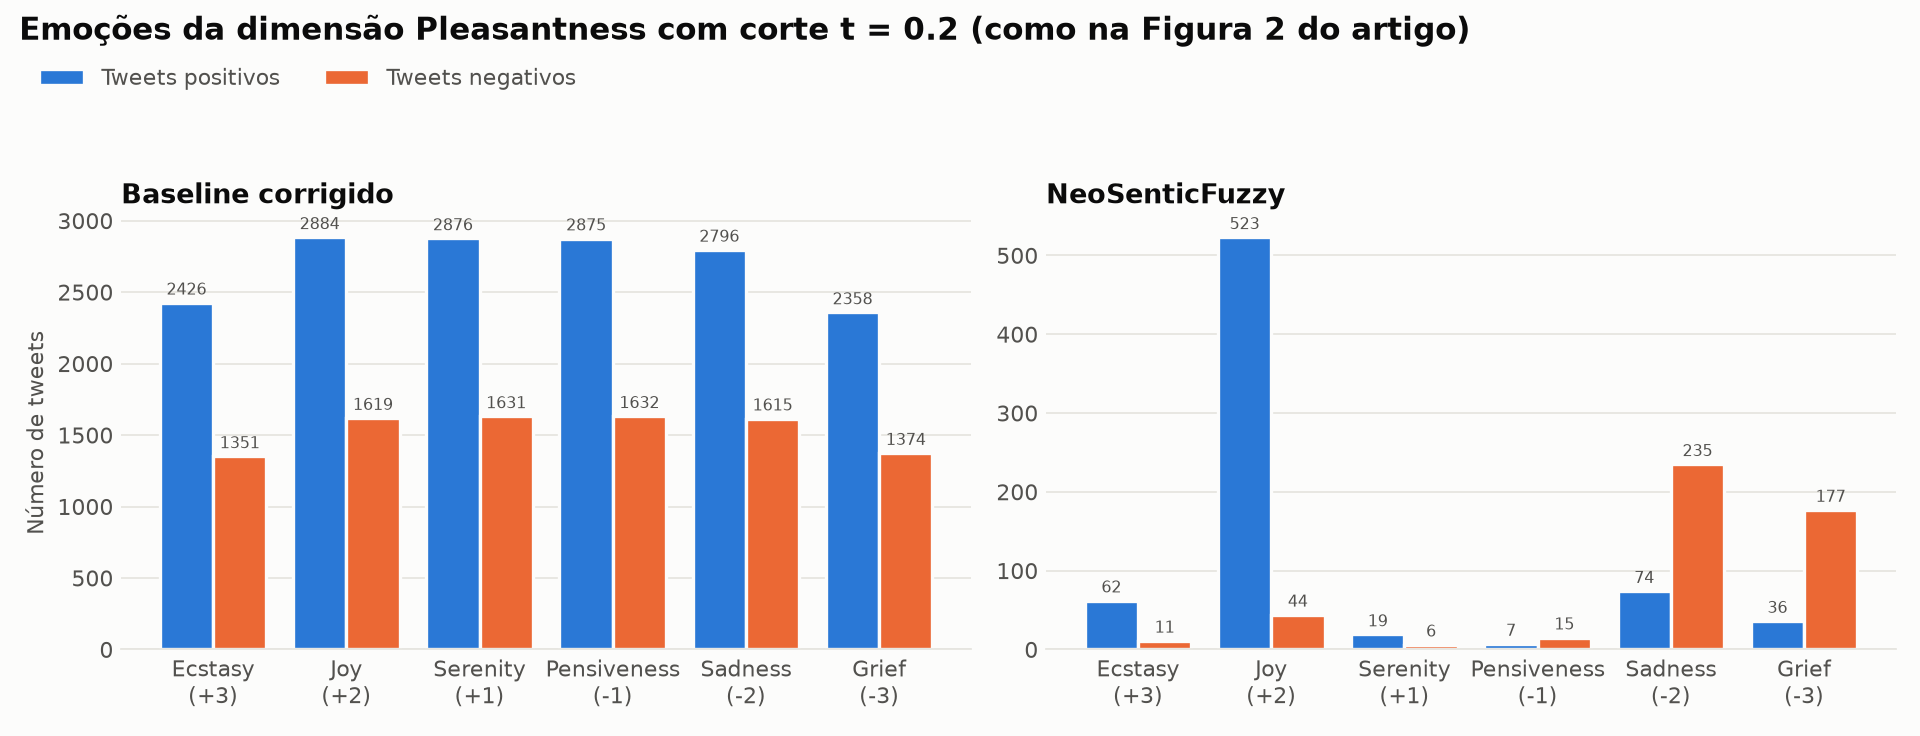 Emoções da dimensão Pleasantness com corte t = 0.2 (como na Figura 2 do artigo)
Tweets positivos
Tweets negativos
Baseline corrigido
Número de tweets
3000
2500
2000
1500
1000
500
0
2426
1351
2884
1619
2876
1631
2875
1632
2796
1615
2358
1374
Ecstasy
(+3)
Joy
(+2)
Serenity
(+1)
Pensiveness
(-1)
Sadness
(-2)
Grief
(-3)
NeoSenticFuzzy
500
400
300
200
100
0
62
11
523
44
19
6
7
15
74
235
36
177
Ecstasy
(+3)
Joy
(+2)
Serenity
(+1)
Pensiveness
(-1)
Sadness
(-2)
Grief
(-3)